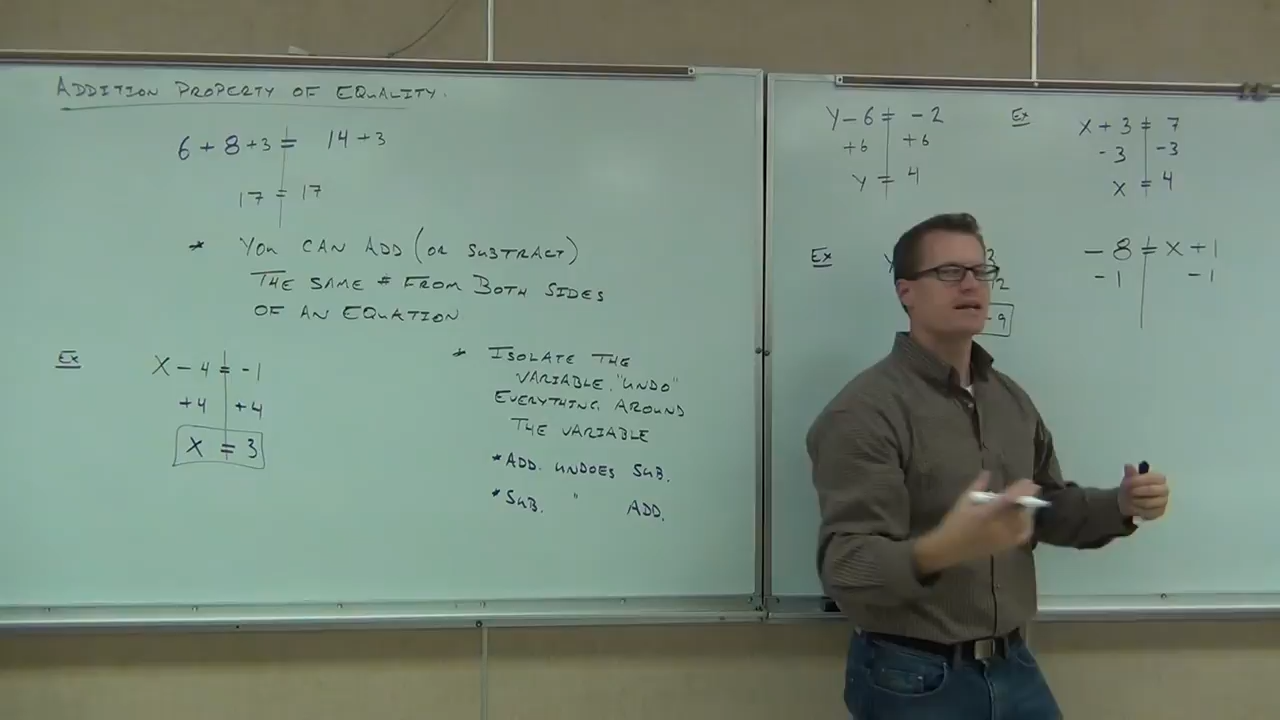 ADDITION PROPERTY OF EQUALITY.
6 + 8 + 3 = 14 + 3
17 = 17
* YOU CAN ADD (OR SUBTRACT)
THE SAME # FROM BOTH SIDES
OF AN EQUATION
Ex X - 4 = -1
+4 +4
X = 3
* ISOLATE THE
VARIABLE. "UNDO"
EVERYTHING AROUND
THE VARIABLE
* ADD. UNDOES SUB.
* SUB. " ADD.
Y - 6 = -2
+6 +6
Y = 4
Ex X + 3 = 7
-3 -3
X = 4
Ex
3
2
9
-8 = X + 1
-1 -1